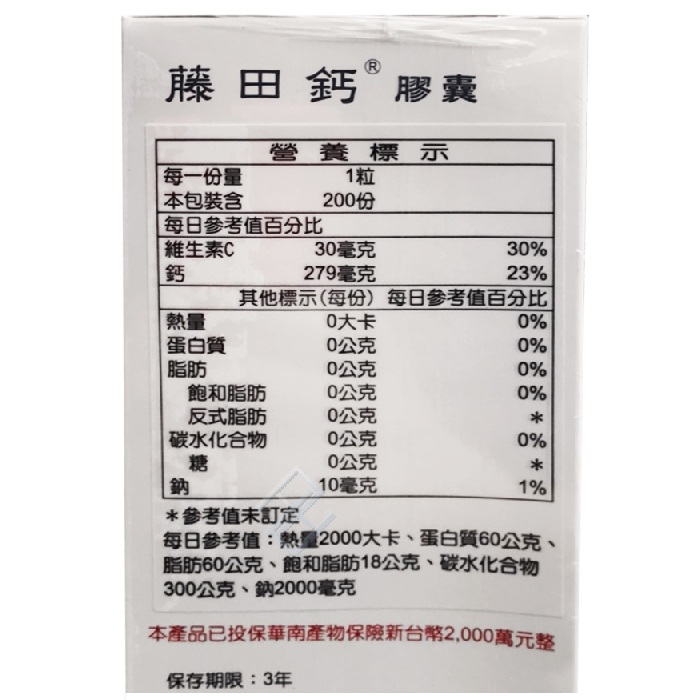 藤田鈣® 膠囊
營養標示
每一份量 1粒
本包裝含 200份
每日參考值百分比
維生素C 30毫克 30%
鈣 279毫克 23%
其他標示(每份) 每日參考值百分比
熱量 0大卡 0%
蛋白質 0公克 0%
脂肪 0公克 0%
飽和脂肪 0公克 0%
反式脂肪 0公克 *
碳水化合物 0公克 0%
糖 0公克 *
鈉 10毫克 1%
*參考值未訂定
每日參考值：熱量2000大卡、蛋白質60公克、
脂肪60公克、飽和脂肪18公克、碳水化合物
300公克、鈉2000毫克
本產品已投保華南產物保險新台幣2,000萬元整
保存期限：3年